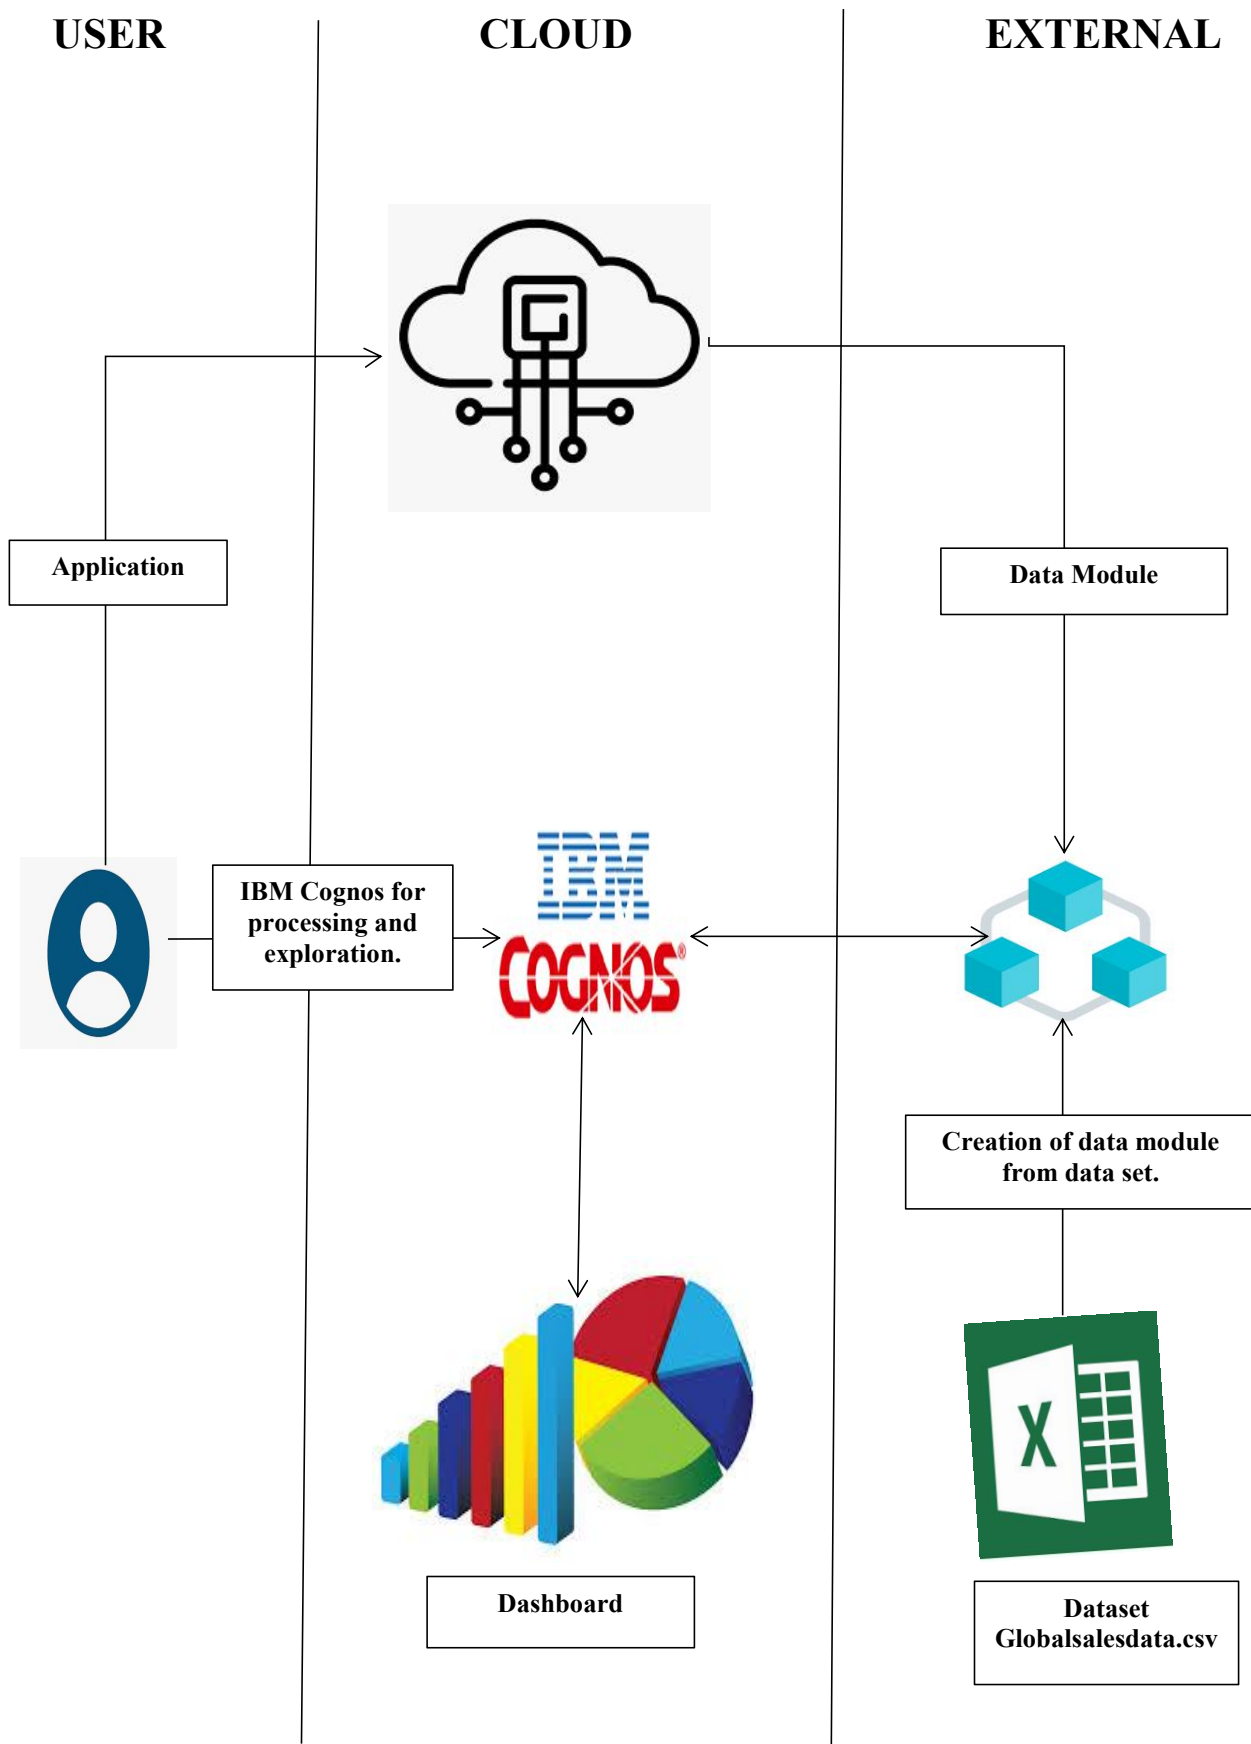 USER
CLOUD
EXTERNAL
Application
Data Module
IBM Cognos for
processing and
exploration.
IBM
COGNOS®
Creation of data module
from data set.
X
Dashboard
Dataset
Globalsalesdata.csv